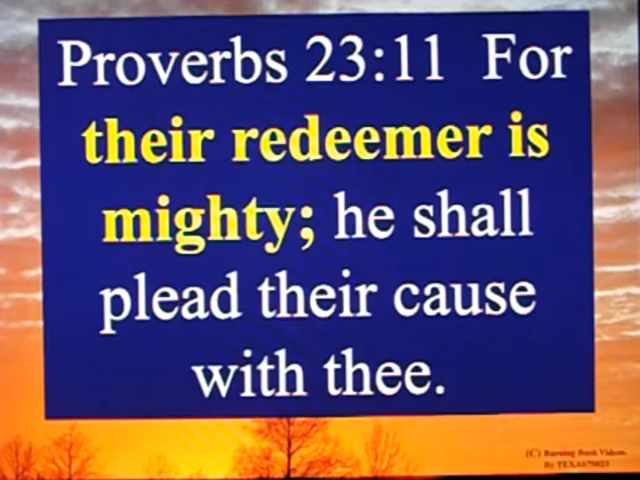 Proverbs 23:11 For
their redeemer is
mighty; he shall
plead their cause
with thee.
(C) Burning Bush Videos.